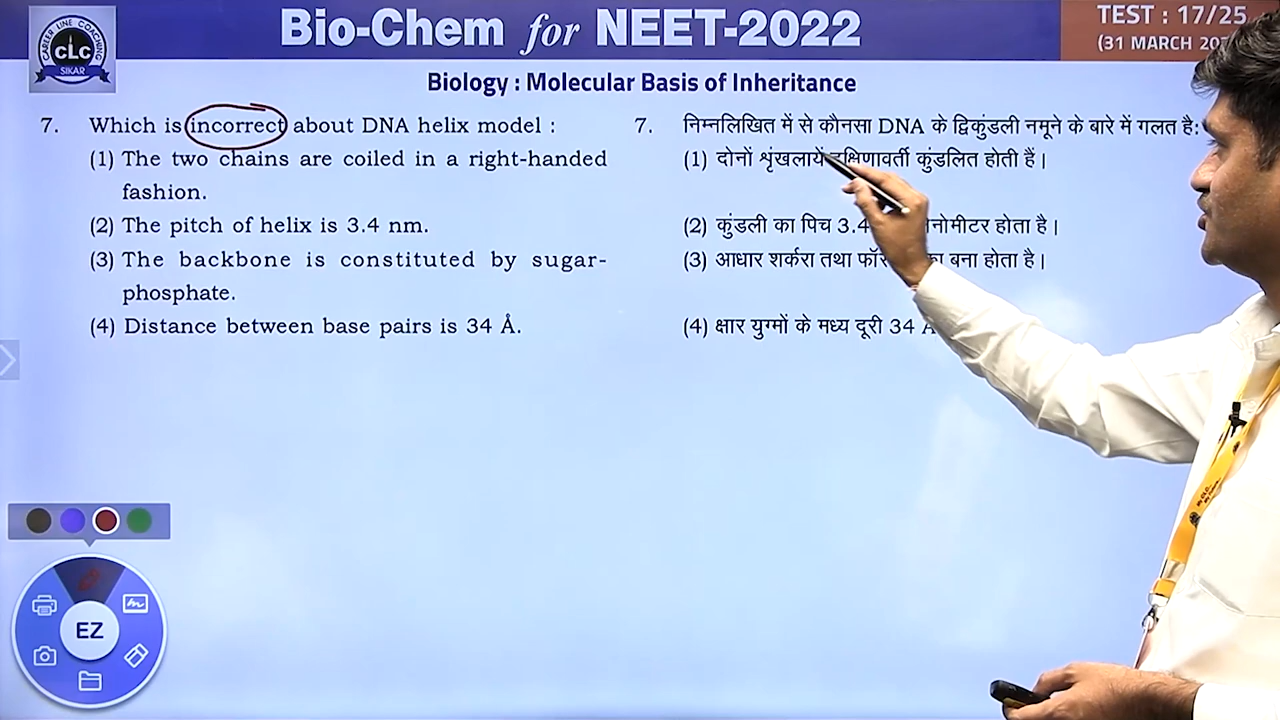 CAREER LINE COACHING
CLC
SIKAR
Bio-Chem for NEET-2022
TEST : 17/25
(31 MARCH
Biology : Molecular Basis of Inheritance
7. Which is incorrect about DNA helix model :
(1) The two chains are coiled in a right-handed
fashion.
(2) The pitch of helix is 3.4 nm.
(3) The backbone is constituted by sugar-
phosphate.
(4) Distance between base pairs is 34 Å.
7. निम्नलिखित में से कौनसा DNA के द्विकुंडली नमूने के बारे में गलत है:
(1) दोनों शृंखलायें दक्षिणावर्ती कुंडलित होती हैं।
(2) कुंडली का पिच 3.4 होता है।
(3) आधार शर्करा तथा बना होता है।
(4) क्षार युग्मों के मध्य दूरी 34
EZ